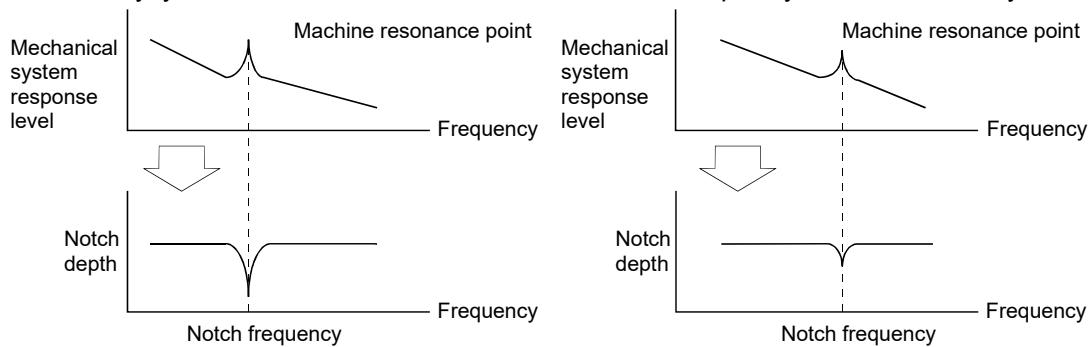 Machine resonance point
Mechanical
system
response
level
Frequency
Notch
depth
Frequency
Notch frequency
Machine resonance point
Mechanical
system
response
level
Frequency
Notch
depth
Frequency
Notch frequency